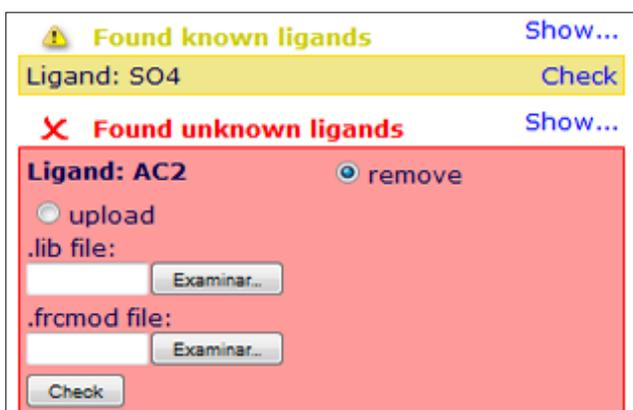 Found known ligands Show...
Ligand: SO4 Check
Found unknown ligands Show...
Ligand: AC2 remove
upload
.lib file:
Examinar...
.frcmod file:
Examinar...
Check